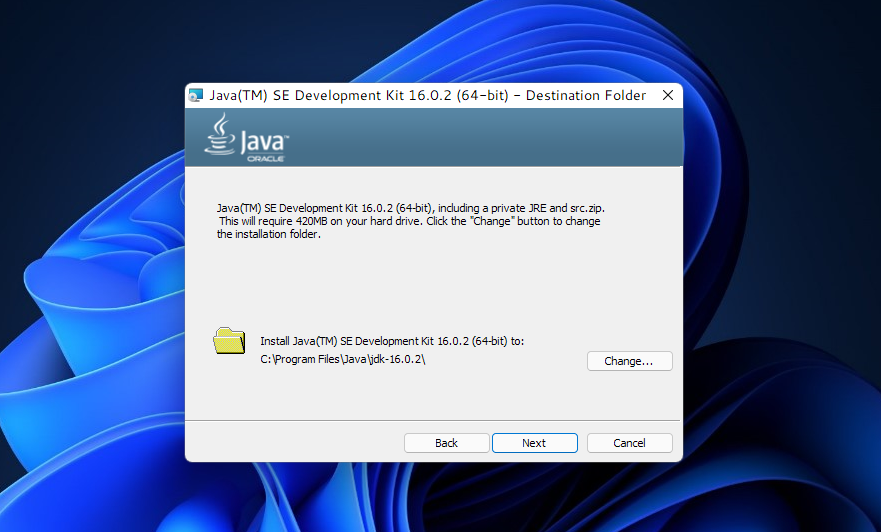 Java(TM) SE Development Kit 16.0.2 (64-bit) - Destination Folder
Java™
ORACLE
Java(TM) SE Development Kit 16.0.2 (64-bit), including a private JRE and src.zip.
This will require 420MB on your hard drive. Click the "Change" button to change
the installation folder.
Install Java(TM) SE Development Kit 16.0.2 (64-bit) to:
C:\Program Files\Java\jdk-16.0.2\
Change...
Back
Next
Cancel